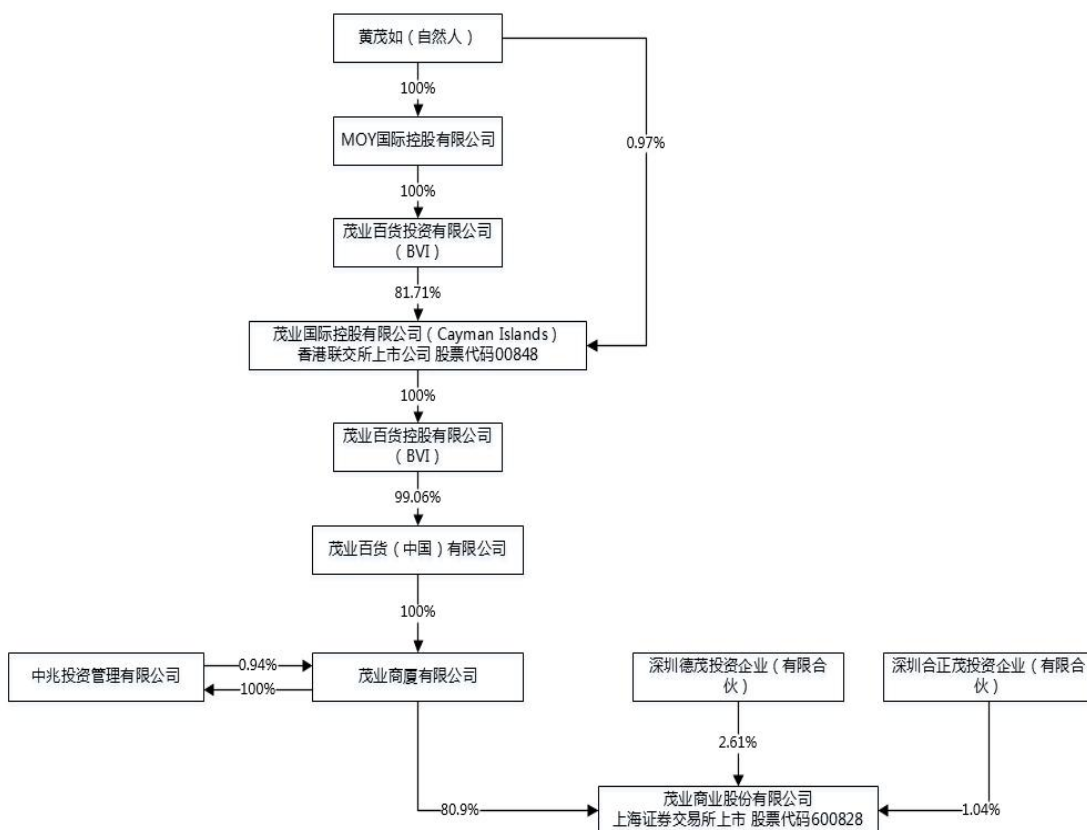 黄茂如（自然人）
100%
MOY国际控股有限公司
0.97%
100%
茂业百货投资有限公司
（BVI）
81.71%
茂业国际控股有限公司（Cayman Islands）
香港联交所上市公司 股票代码00848
100%
茂业百货控股有限公司
（BVI）
99.06%
茂业百货（中国）有限公司
100%
中兆投资管理有限公司
0.94%
100%
茂业商厦有限公司
深圳德茂投资企业（有限合
伙）
深圳合正茂投资企业（有限合
伙）
2.61%
80.9%
茂业商业股份有限公司
上海证券交易所上市 股票代码600828
1.04%